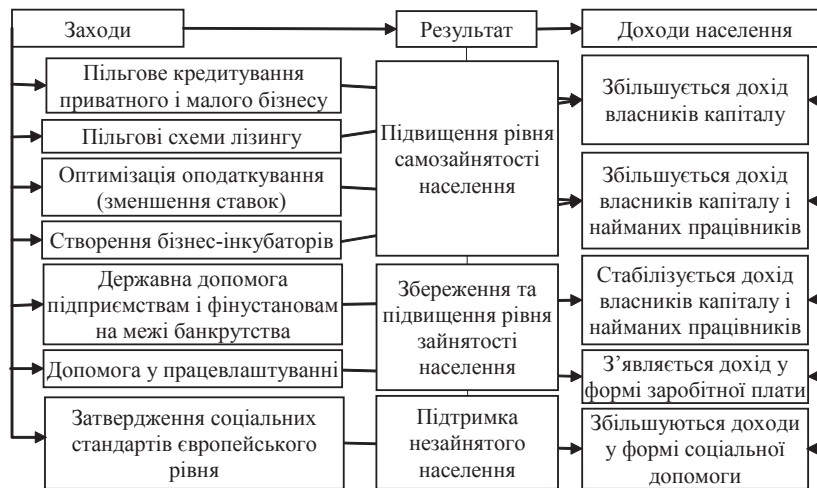 Заходи
Результат
Доходи населення
Пільгове кредитування
приватного і малого бізнесу
Пільгові схеми лізингу
Оптимізація оподаткування
(зменшення ставок)
Створення бізнес-інкубаторів
Державна допомога
підприємствам і фінустановам
на межі банкрутства
Допомога у працевлаштуванні
Затвердження соціальних
стандартів європейського
рівня
Підвищення рівня
самозайнятості
населення
Збереження та
підвищення рівня
зайнятості
населення
Підтримка
незайнятого
населення
Збільшується дохід
власників капіталу
Збільшується дохід
власників капіталу і
найманих працівників
Стабілізується дохід
власників капіталу і
найманих працівників
З’являється дохід у
формі заробітної плати
Збільшуються доходи
у формі соціальної
допомоги